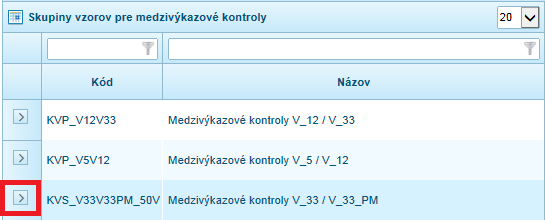 Skupiny vzorov pre medzivýkazové kontroly 20
Kód Názov
KVP_V12V33 Medzivýkazové kontroly V_12 / V_33
KVP_V5V12 Medzivýkazové kontroly V_5 / V_12
KVS_V33V33PM_50V Medzivýkazové kontroly V_33 / V_33_PM